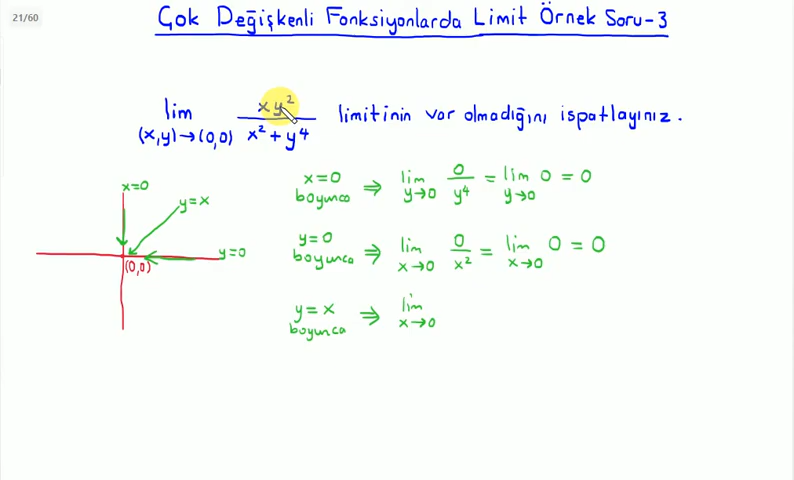 21/60
Çok Değişkenli Fonksiyonlarda Limit Örnek Soru-3
lim (x,y)→(0,0) xy²/(x²+y⁴) limitinin var olmadığını ispatlayınız.
x=0 boyunca ⇒ lim y→0 0/y⁴ = lim y→0 0 = 0
y=0 boyunca ⇒ lim x→0 0/x² = lim x→0 0 = 0
y=x boyunca ⇒ lim x→0
x=0
y=x
y=0
(0,0)